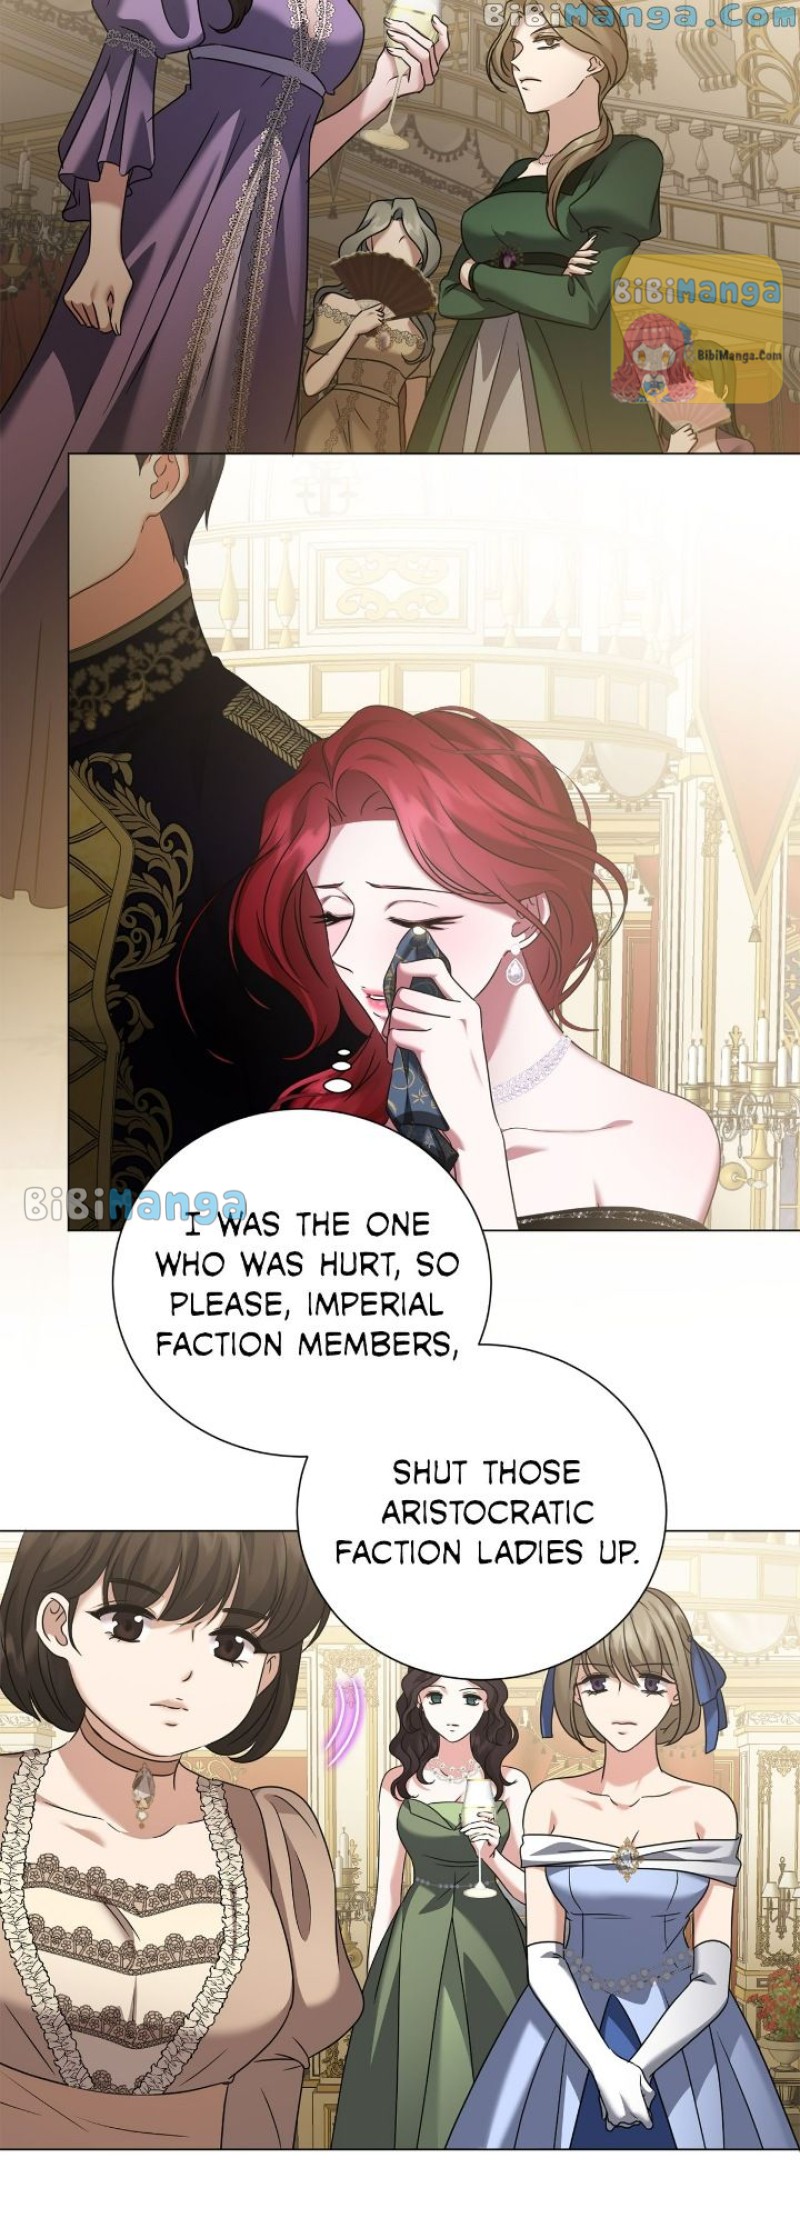 BiBiManga.Com
BiBiManga
BibiManga.Com
BiBiManga
I WAS THE ONE
WHO WAS HURT, SO
PLEASE, IMPERIAL
FACTION MEMBERS,
SHUT THOSE
ARISTOCRATIC
FACTION LADIES UP.